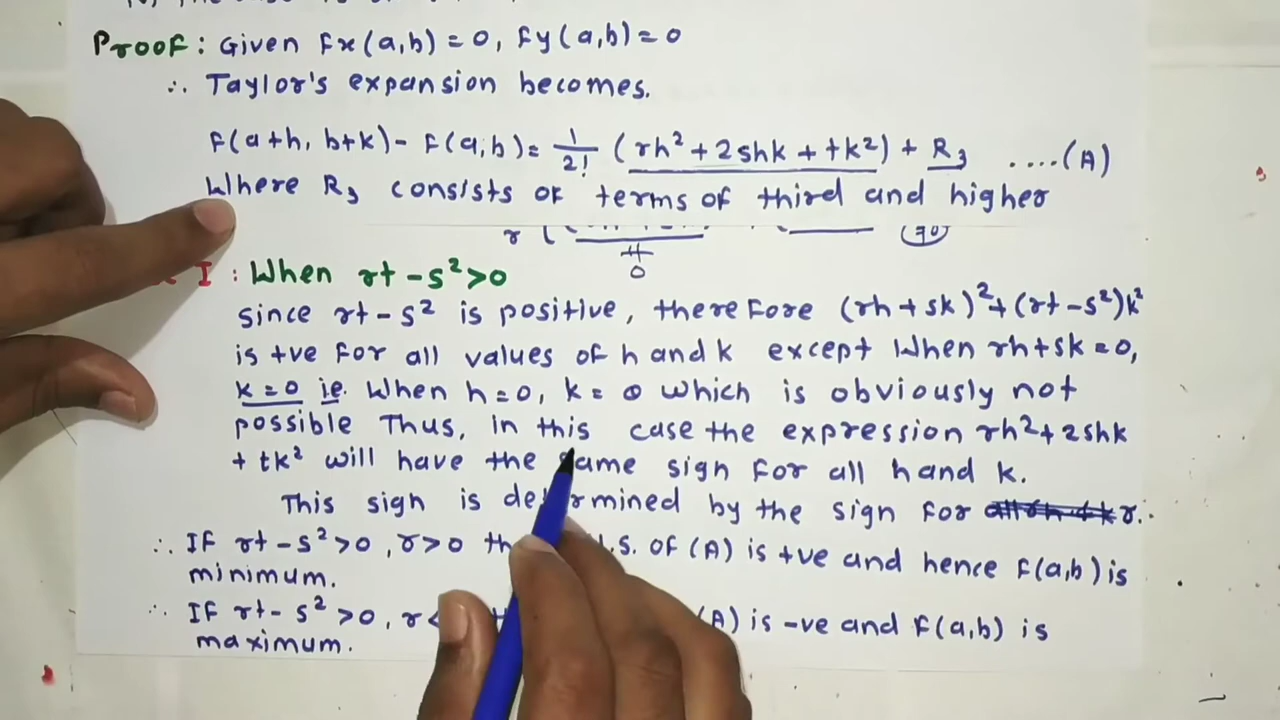 Proof: Given Fx(a,b)=0, Fy(a,b)=0
∴ Taylor's expansion becomes.
F(a+h, b+k)- F(a,b)= 1/2! (rh²+2shk+tk²) + R₃ ....(A)
Where R₃ consists of terms of third and higher
I : When rt-s²>0
Since rt-s² is positive, therefore (rh+sk)²+(rt-s²)k²
is +ve for all values of h and k except When rh+sk=0,
k=0 ie. When h=0, k=0 which is obviously not
possible Thus, in this case the expression rh²+2shk
+tk² will have the same sign for all h and k.
This sign is determined by the sign for r.
∴ IF rt-s²>0, r>0 .S. of (A) is +ve and hence F(a,b) is
minimum.
∴ IF rt-s²>0, r< (A) is -ve and F(a,b) is
maximum.